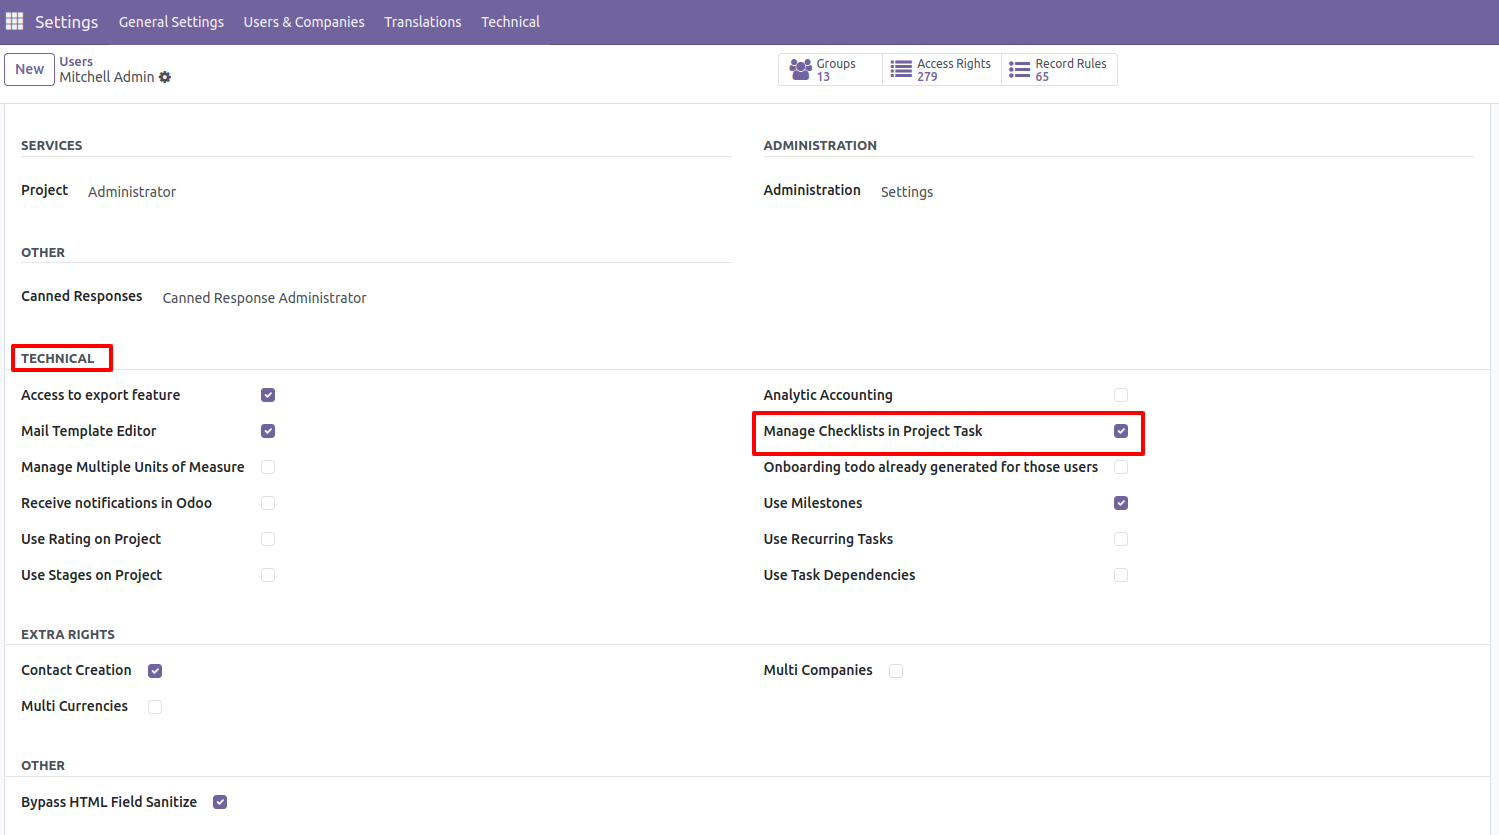 Settings General Settings Users & Companies Translations Technical
New
Users
Mitchell Admin
Groups
13
Access Rights
279
Record Rules
65
SERVICES
Project Administrator
ADMINISTRATION
Administration Settings
OTHER
Canned Responses Canned Response Administrator
TECHNICAL
Access to export feature
Analytic Accounting
Mail Template Editor
Manage Checklists in Project Task
Manage Multiple Units of Measure
Onboarding todo already generated for those users
Receive notifications in Odoo
Use Milestones
Use Rating on Project
Use Recurring Tasks
Use Stages on Project
Use Task Dependencies
EXTRA RIGHTS
Contact Creation
Multi Companies
Multi Currencies
OTHER
Bypass HTML Field Sanitize